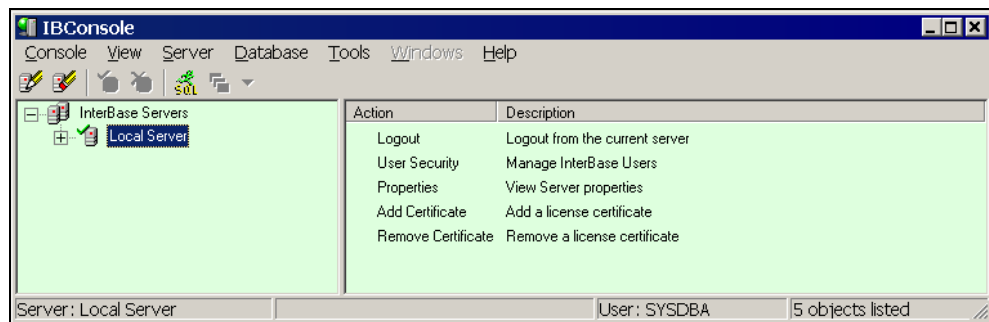 IBConsole
Console View Server Database Tools Windows Help
SQL
InterBase Servers
Local Server
Action Description
Logout Logout from the current server
User Security Manage InterBase Users
Properties View Server properties
Add Certificate Add a license certificate
Remove Certificate Remove a license certificate
Server: Local Server User: SYSDBA 5 objects listed